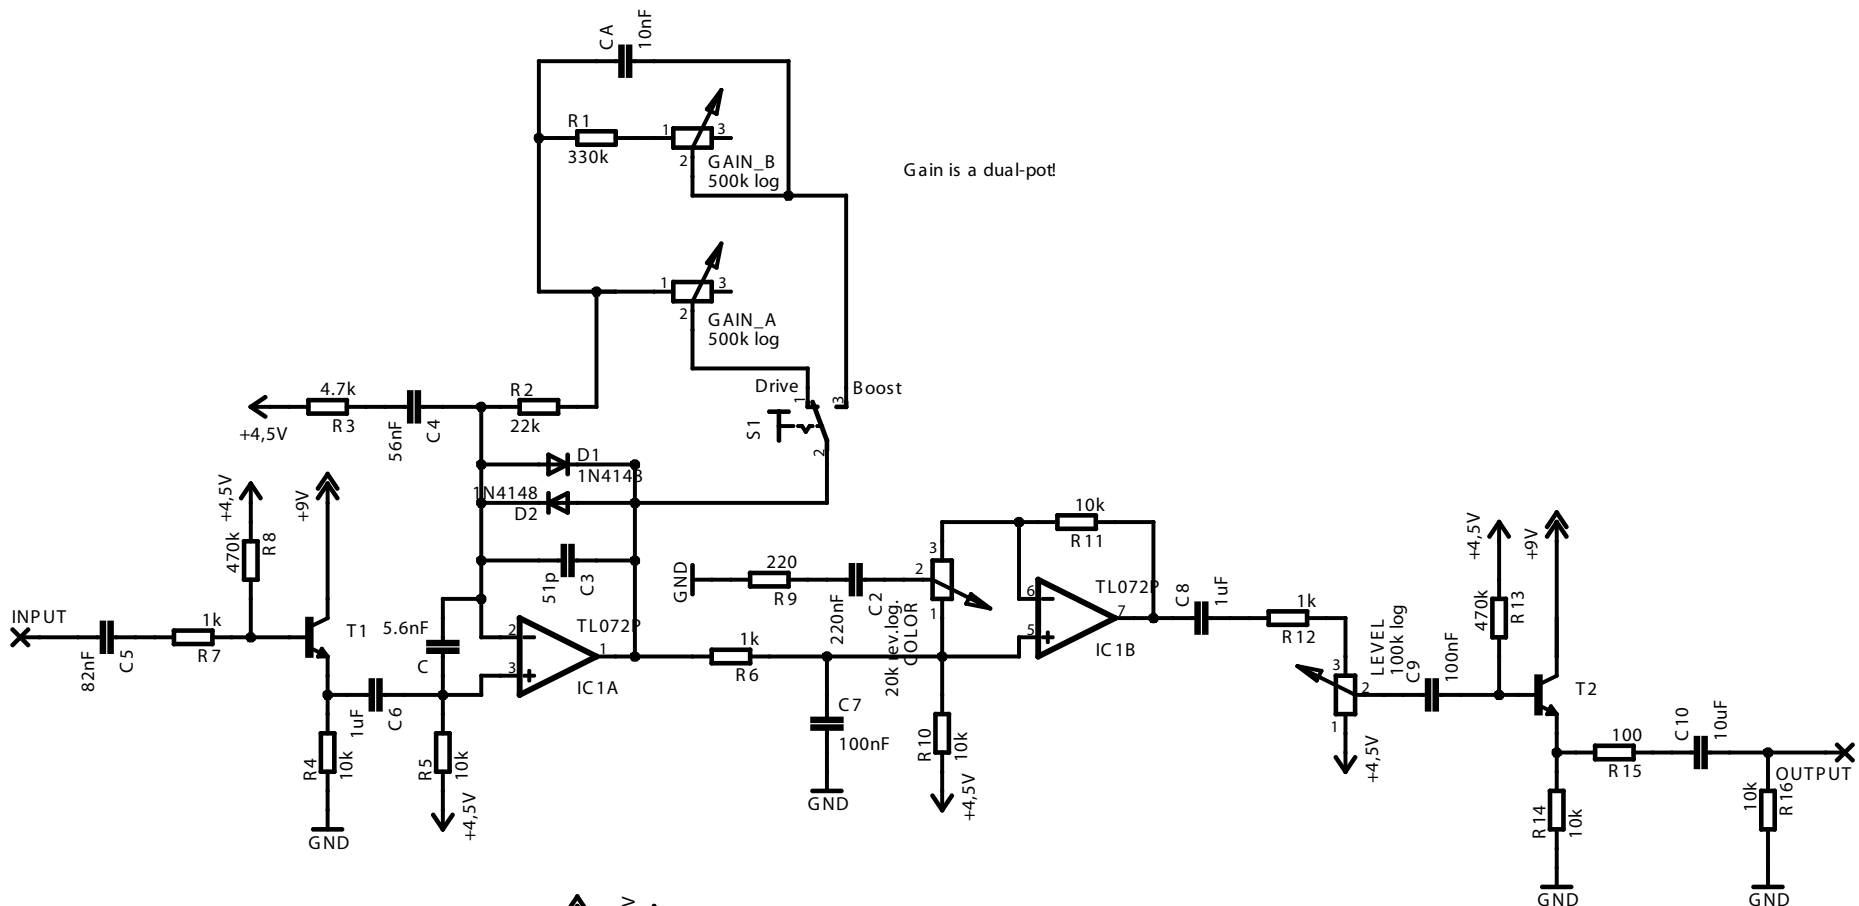 CA
10nF
R1
330k
1
3
2
GAIN_B
500k log
Gain is a dual-pot!
1
3
2
GAIN_A
500k log
Drive
Boost
1
3
S1
2
4.7k
R3
+4,5V
56nF
C4
R2
22k
D1
1N4148
1N4148
D2
51p
C3
+4,5V
470k
R8
+9V
INPUT
82nF
C5
1k
R7
T1
5.6nF
C
1uF
C6
R4
10k
GND
R5
10k
+4,5V
2
3
1
TL072P
IC1A
1k
R6
GND
220
R9
220nF
C2
20k rev.log.
COLOR
3
2
1
10k
R11
6
5
7
TL072P
IC1B
C7
100nF
GND
R10
10k
+4,5V
C8
1uF
1k
R12
LEVEL
100k log
3
2
1
+4,5V
C9
100nF
+4,5V
470k
R13
+9V
T2
100
R15
C10
10uF
OUTPUT
R14
10k
GND
10k
R16
GND